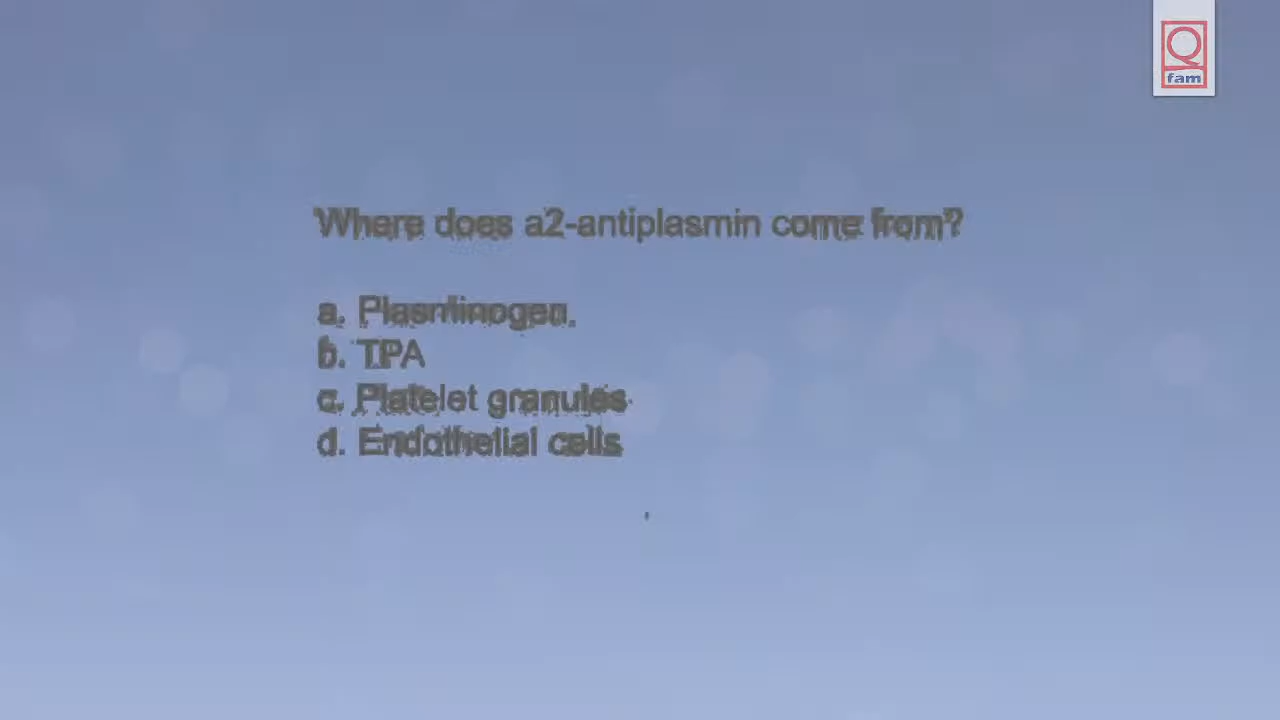 Q
fam
Where does a2-antiplasmin come from?
a. Plasminogen.
b. TPA
c. Platelet granules
d. Endothelial cells